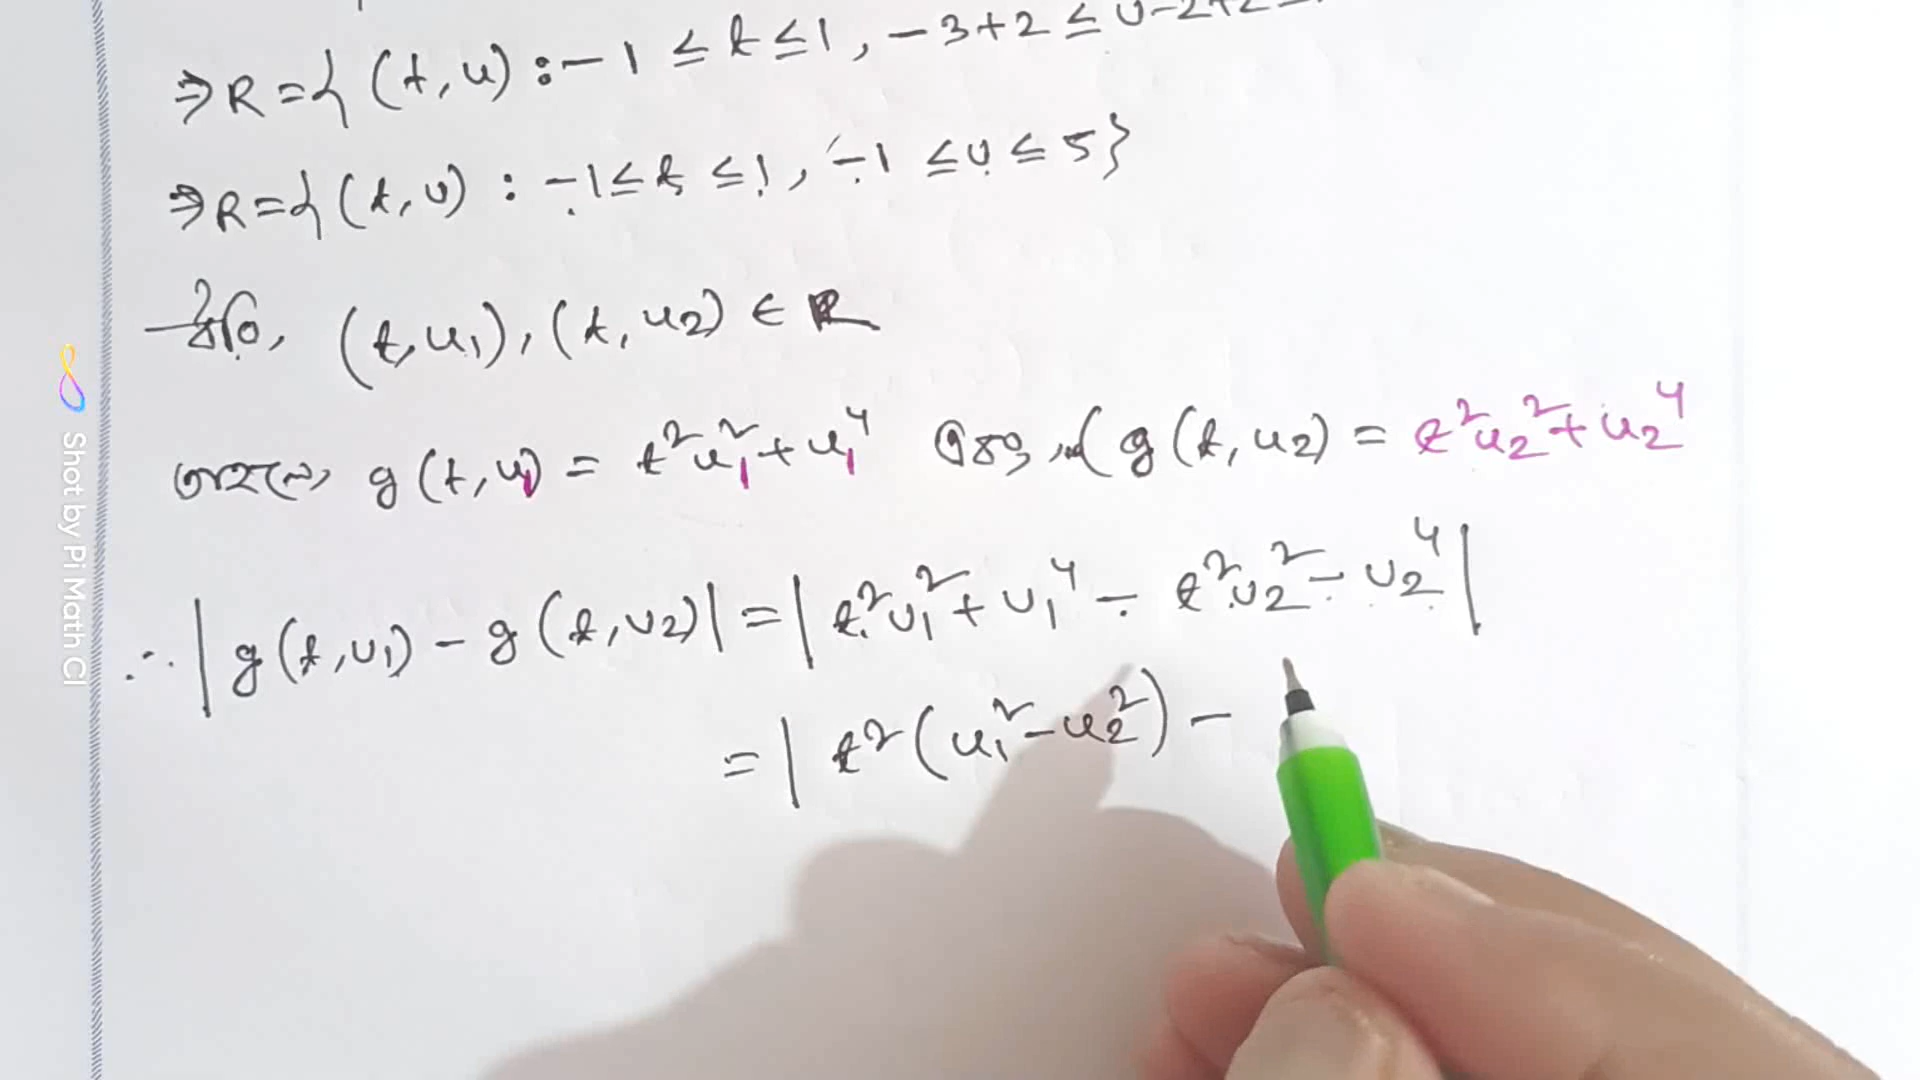 ⇒R={(t,u):-1≤t≤1, -3+2≤u-2+2≤
⇒R={(t,u): -1≤t≤1, -1≤u≤5}
ধরি, (t,u₁), (t,u₂) ∈ R
তাহলে g(t,u₁) = t²u₁²+u₁⁴ এবং, g(t,u₂) = t²u₂²+u₂⁴
∴ |g(t,u₁)-g(t,u₂)|=|t²u₁²+u₁⁴-t²u₂²-u₂⁴|
=|t²(u₁²-u₂²)-
Shot by Pi Math Cl